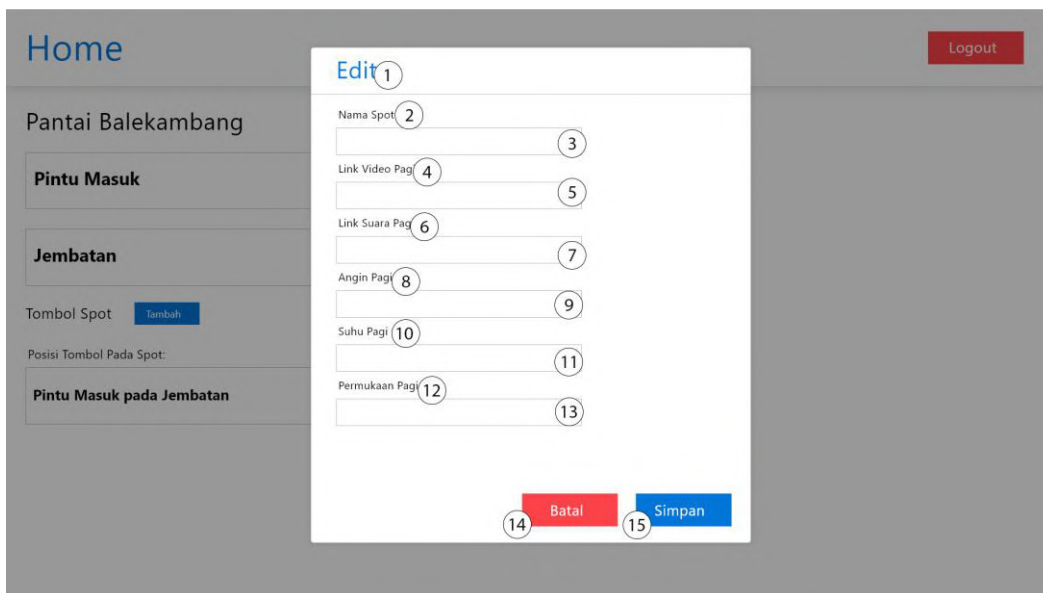 Home
Logout
Edit 1
Pantai Balekambang
Nama Spot 2
3
Pintu Masuk
Link Video Pag 4
5
Link Suara Pag 6
Jembatan
7
Angin Pagi 8
Tombol Spot Tambah
9
Suhu Pagi 10
Posisi Tombol Pada Spot:
11
Permukaan Pagi 12
Pintu Masuk pada Jembatan
13
Batal
Simpan
14
15